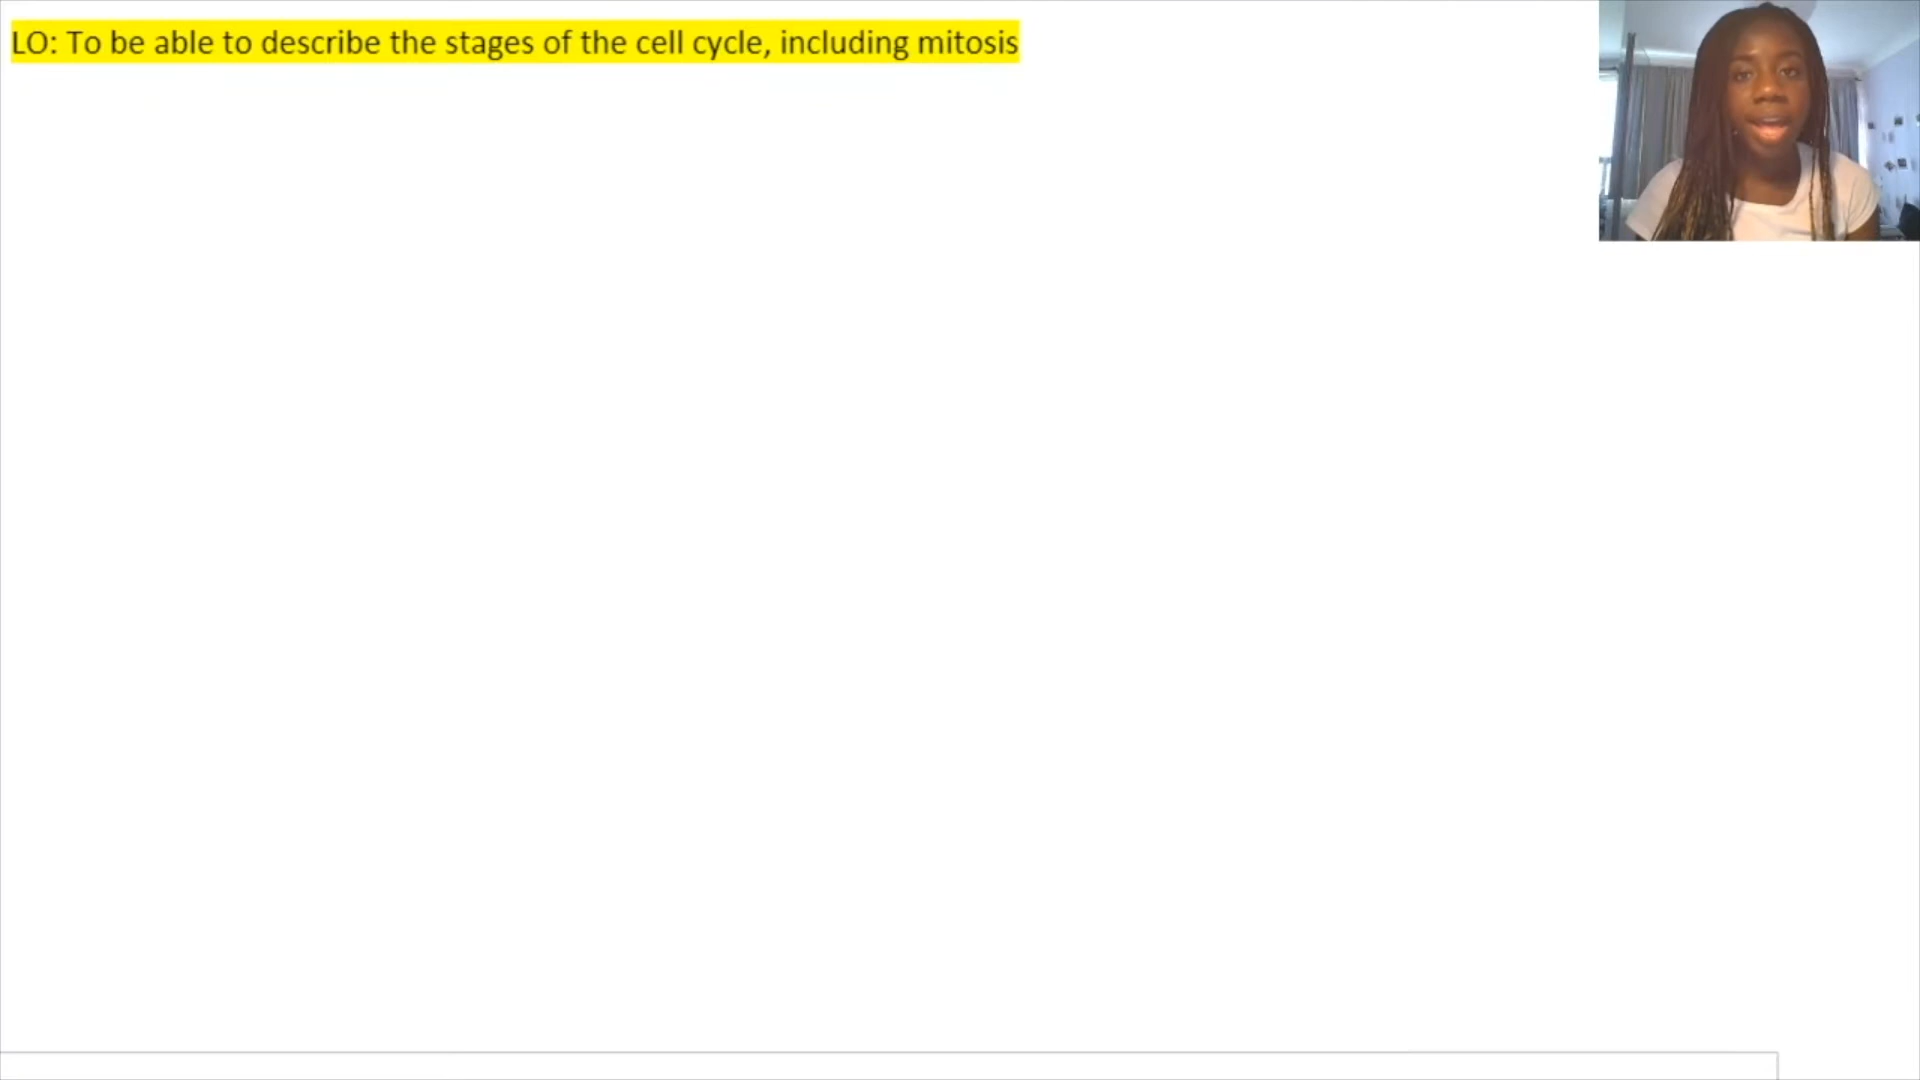 LO: To be able to describe the stages of the cell cycle, including mitosis